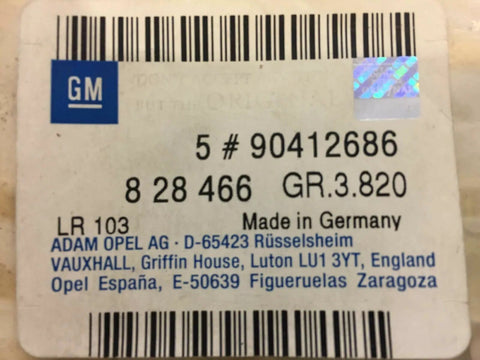 GM
5 # 90412686
8 28 466 GR.3.820
LR 103 Made in Germany
ADAM OPEL AG · D-65423 Rüsselsheim
VAUXHALL, Griffin House, Luton LU1 3YT, England
Opel España, E-50639 Figueruelas Zaragoza